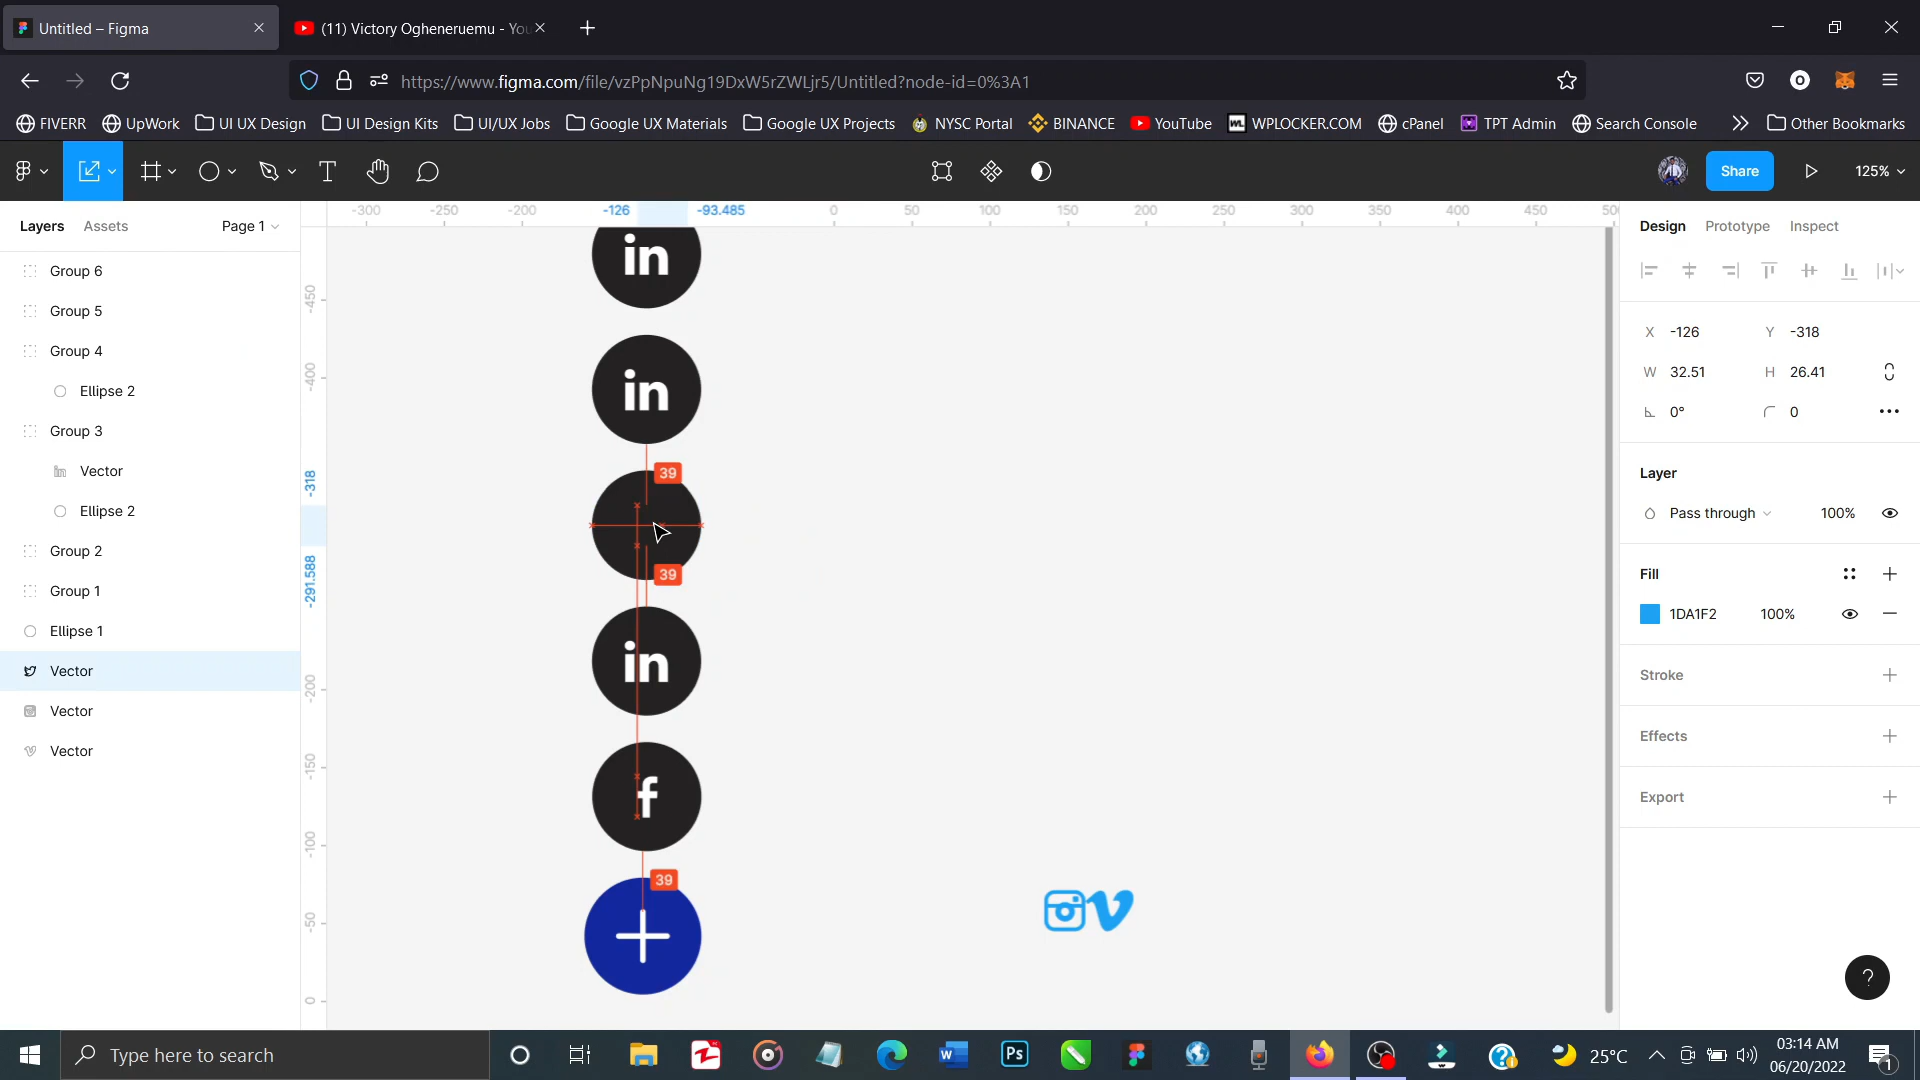 Untitled – Figma
(11) Victory Ogheneruemu - You
https://www.figma.com/file/vzPpNpuNg19DxW5rZWLjr5/Untitled?node-id=0%3A1
FIVERR UpWork UI UX Design UI Design Kits UI/UX Jobs Google UX Materials Google UX Projects NYSC Portal BINANCE YouTube WPLOCKER.COM cPanel TPT Admin Search Console Other Bookmarks
Share 125%
Layers Assets Page 1
-300 -250 -200 -126 -93.485 0 50 100 150 200 250 300 350 400 450 50
Design Prototype Inspect
Group 6
Group 5
Group 4
Ellipse 2
Group 3
Vector
Ellipse 2
Group 2
Group 1
Ellipse 1
Vector
Vector
Vector
-450
-400
-318
-291.588
-200
-150
-100
-50
0
in
in
39
39
in
f
39
X -126 Y -318
W 32.51 H 26.41
0° 0
Layer
Pass through 100%
Fill
1DA1F2 100%
Stroke
Effects
Export
?
Type here to search
25°C
03:14 AM
06/20/2022
1